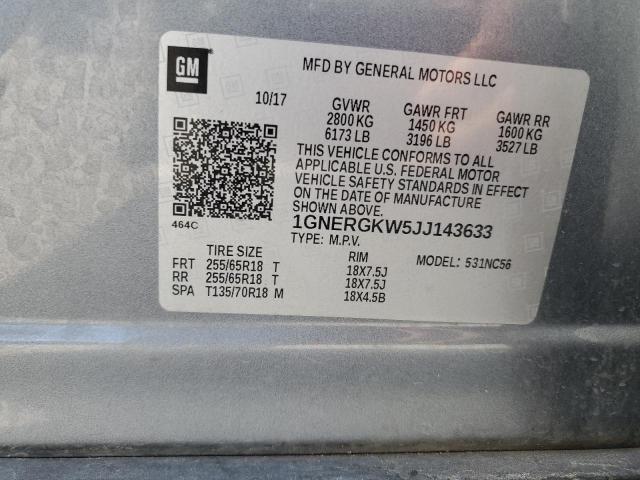 GM
MFD BY GENERAL MOTORS LLC
10/17 GVWR GAWR FRT GAWR RR
2800 KG 1450 KG 1600 KG
6173 LB 3196 LB 3527 LB
THIS VEHICLE CONFORMS TO ALL
APPLICABLE U.S. FEDERAL MOTOR
VEHICLE SAFETY STANDARDS IN EFFECT
ON THE DATE OF MANUFACTURE
SHOWN ABOVE.
464C
1GNERGKW5JJ143633
TYPE: M.P.V. MODEL: 531NC56
TIRE SIZE RIM
FRT 255/65R18 T 18X7.5J
RR 255/65R18 T 18X7.5J
SPA T135/70R18 M 18X4.5B